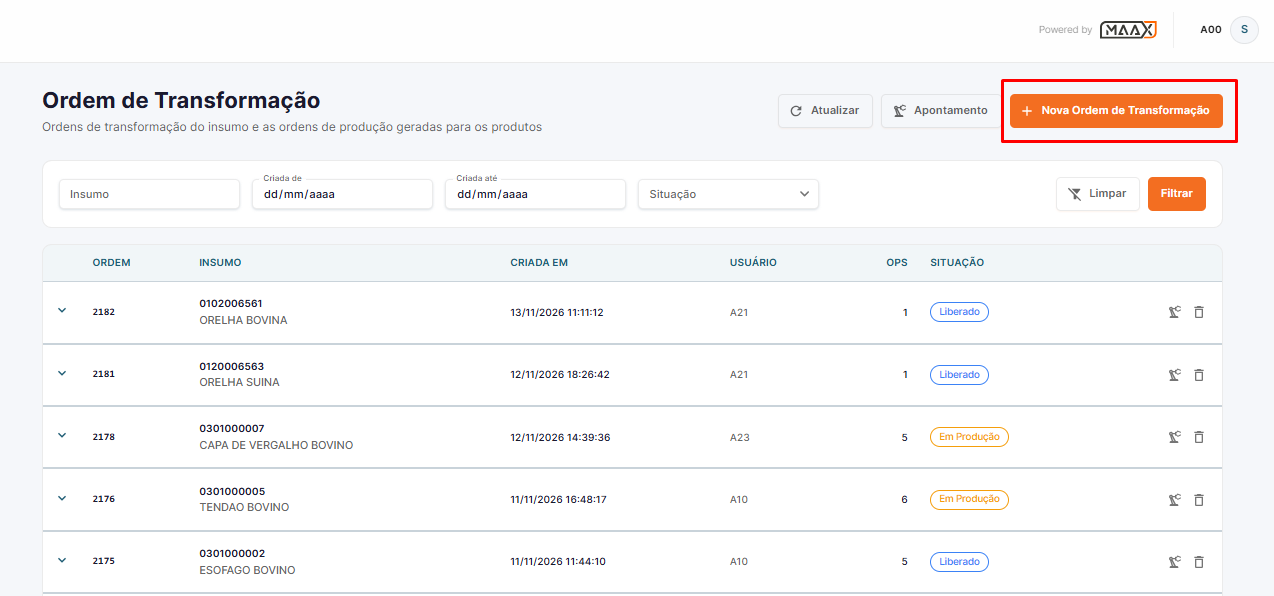 Powered by MAAX A00 S
Ordem de Transformação
Ordens de transformação do insumo e as ordens de produção geradas para os produtos
Atualizar Apontamento + Nova Ordem de Transformação
Criada de Criada até
Insumo dd/mm/aaaa dd/mm/aaaa Situação Limpar Filtrar
ORDEM INSUMO CRIADA EM USUÁRIO OPS SITUAÇÃO
2182 0102006561 13/11/2026 11:11:12 A21 1 Liberado
ORELHA BOVINA
2181 0120006563 12/11/2026 18:26:42 A21 1 Liberado
ORELHA SUINA
2178 0301000007 12/11/2026 14:39:36 A23 5 Em Produção
CAPA DE VERGALHO BOVINO
2176 0301000005 11/11/2026 16:48:17 A10 6 Em Produção
TENDAO BOVINO
2175 0301000002 11/11/2026 11:44:10 A10 5 Liberado
ESOFAGO BOVINO